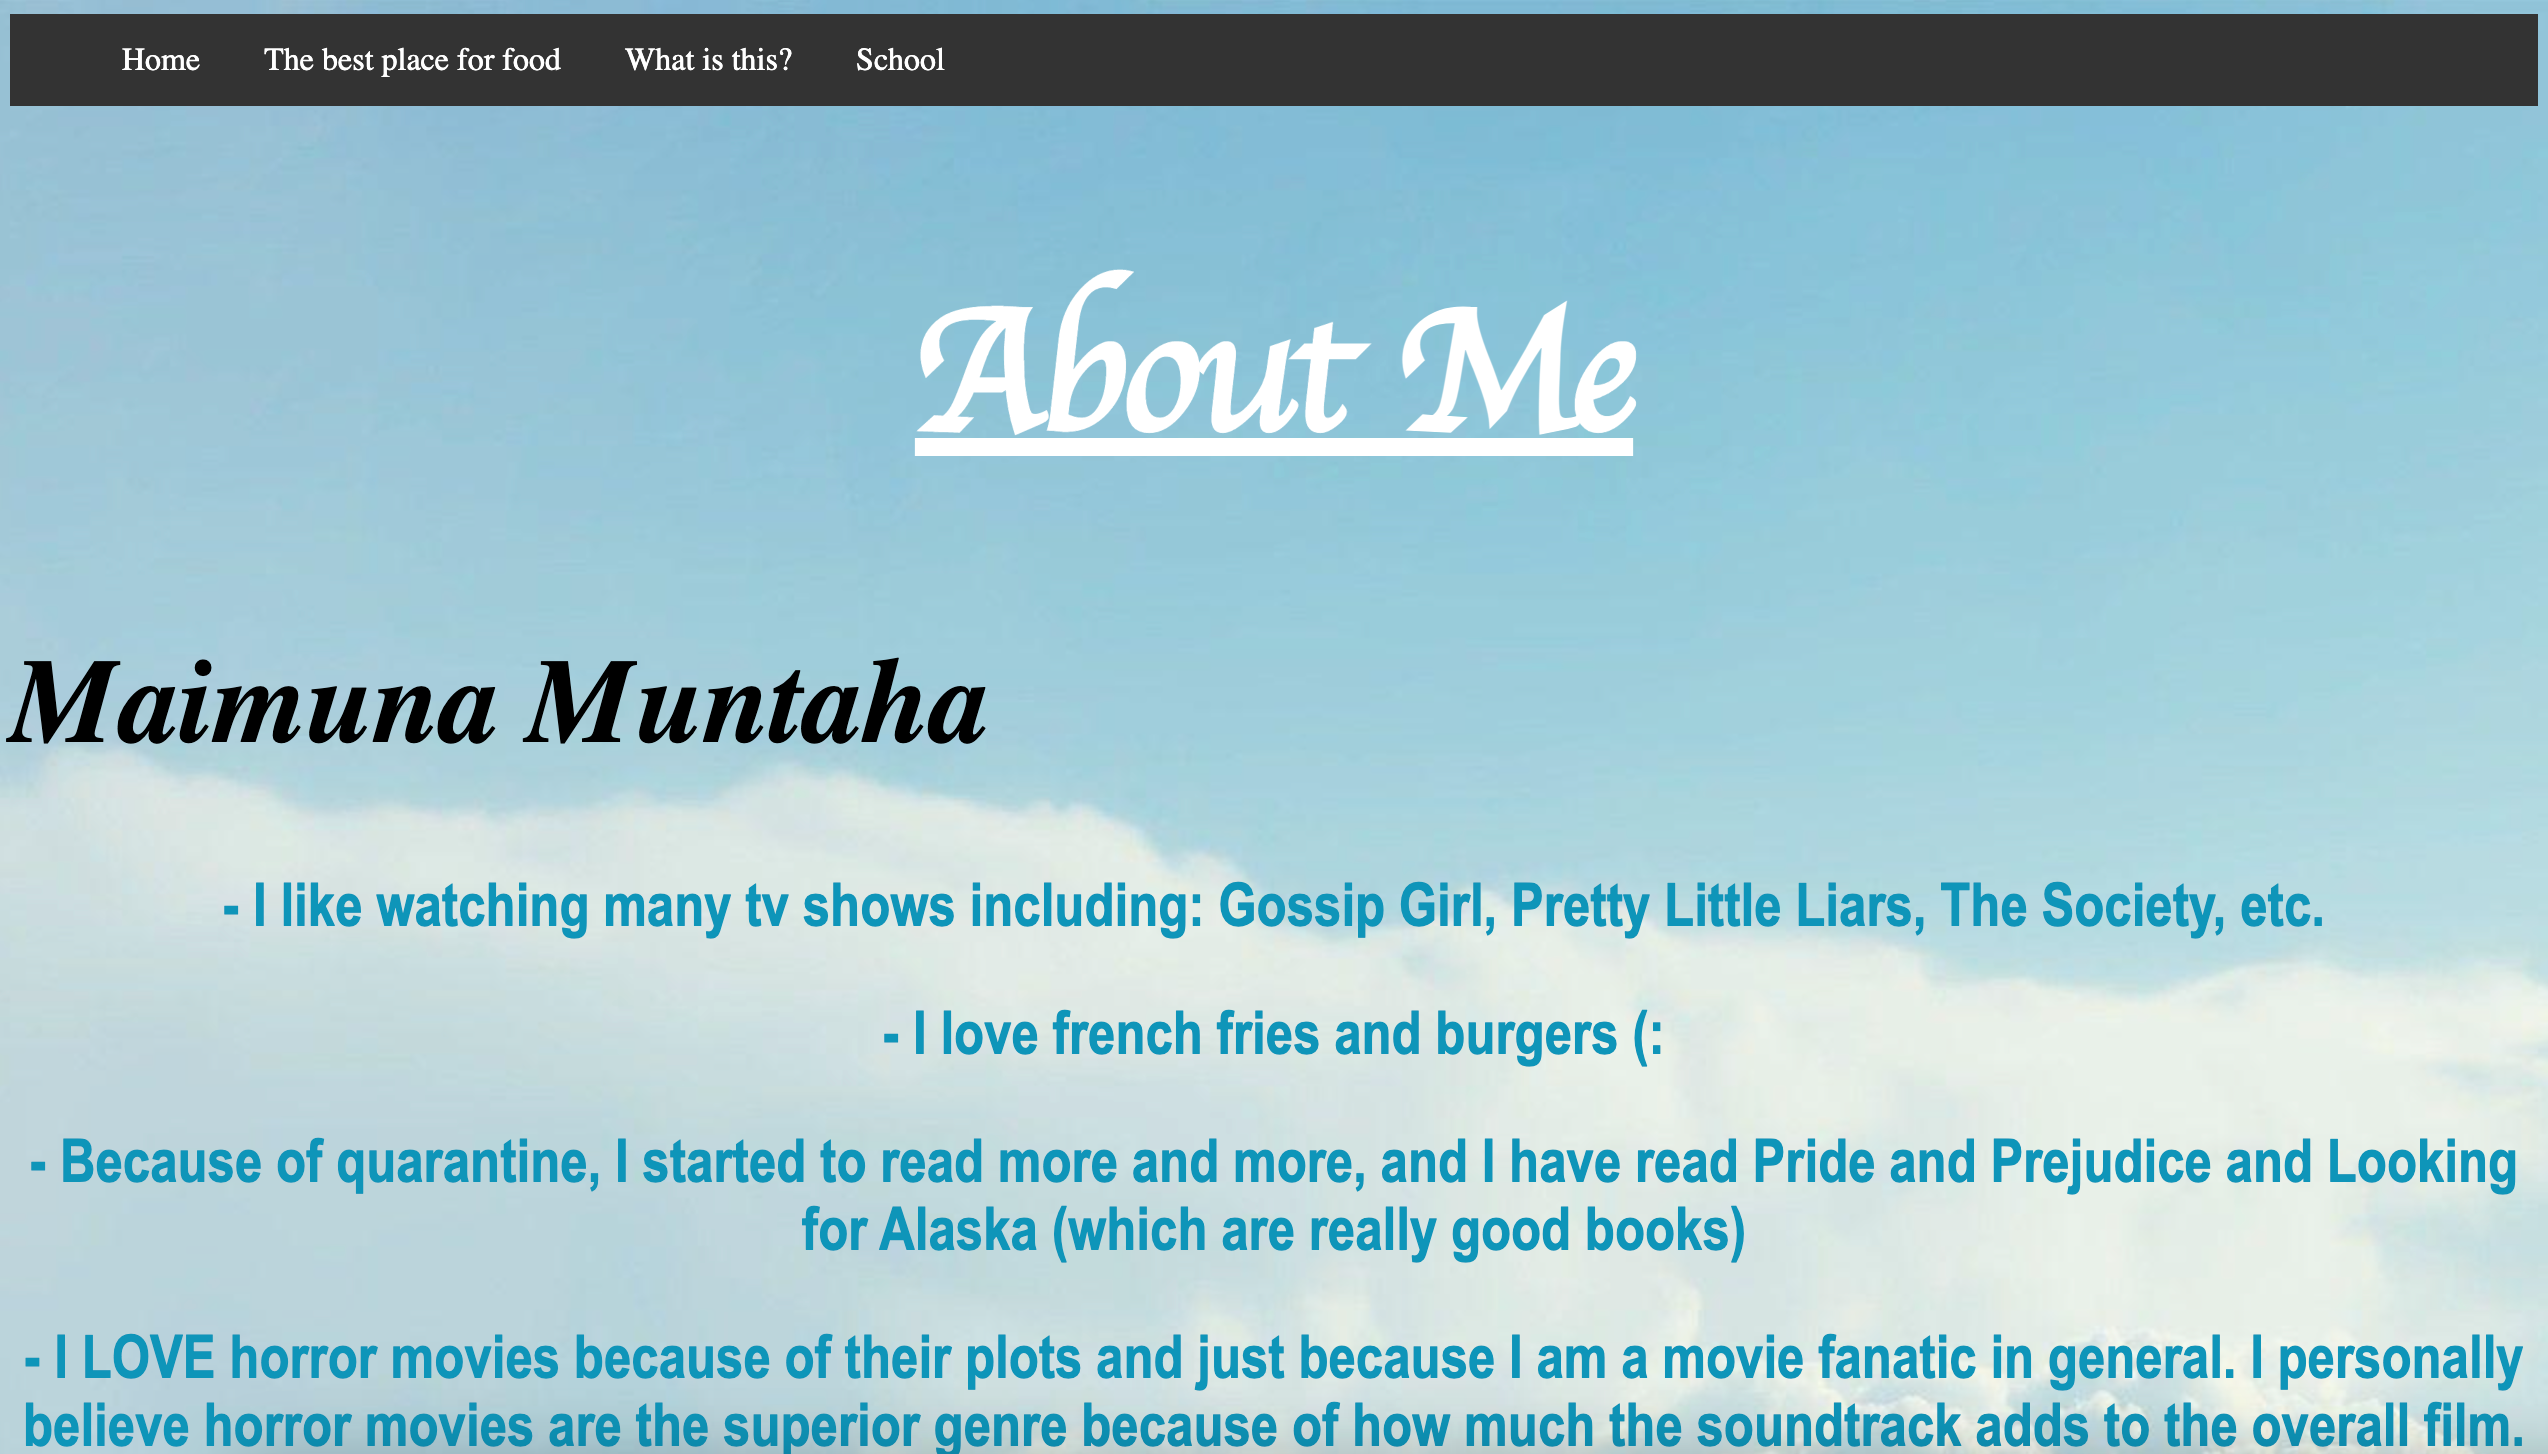 Home The best place for food What is this? School
About Me
Maimuna Muntaha
- I like watching many tv shows including: Gossip Girl, Pretty Little Liars, The Society, etc.
- I love french fries and burgers (:
- Because of quarantine, I started to read more and more, and I have read Pride and Prejudice and Looking
for Alaska (which are really good books)
- I LOVE horror movies because of their plots and just because I am a movie fanatic in general. I personally
believe horror movies are the superior genre because of how much the soundtrack adds to the overall film.